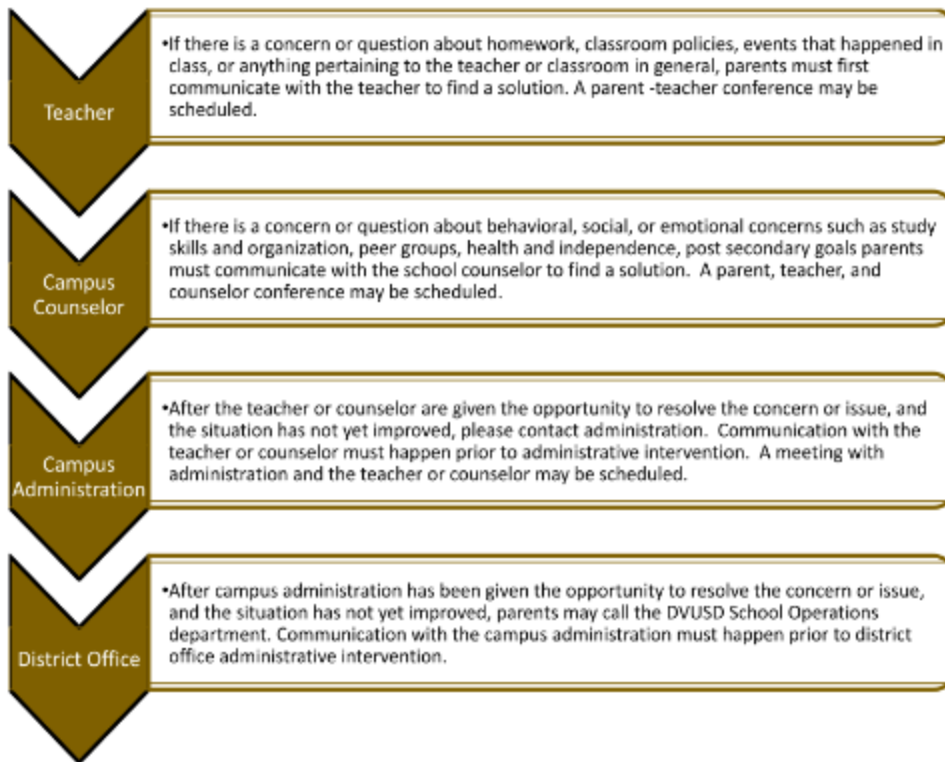 Teacher
•If there is a concern or question about homework, classroom policies, events that happened in
class, or anything pertaining to the teacher or classroom in general, parents must first
communicate with the teacher to find a solution. A parent -teacher conference may be
scheduled.
Campus
Counselor
•If there is a concern or question about behavioral, social, or emotional concerns such as study
skills and organization, peer groups, health and independence, post secondary goals parents
must communicate with the school counselor to find a solution.  A parent, teacher, and
counselor conference may be scheduled.
Campus
Administration
•After the teacher or counselor are given the opportunity to resolve the concern or issue, and
the situation has not yet improved, please contact administration.  Communication with the
teacher or counselor must happen prior to administrative intervention.  A meeting with
administration and the teacher or counselor may be scheduled.
District Office
•After campus administration has been given the opportunity to resolve the concern or issue,
and the situation has not yet improved, parents may call the DVUSD School Operations
department. Communication with the campus administration must happen prior to district
office administrative intervention.